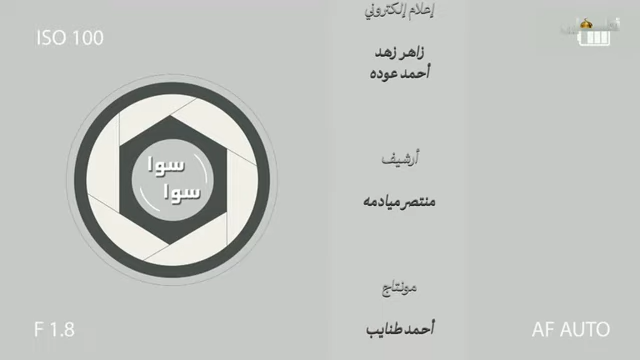 ISO 100
إعلام إلكتروني
زاهر زهد
أحمد عوده
أرشيف
منتصر ميادمه
مونتاج
أحمد طنايب
سوا
سوا
F 1.8
AF AUTO